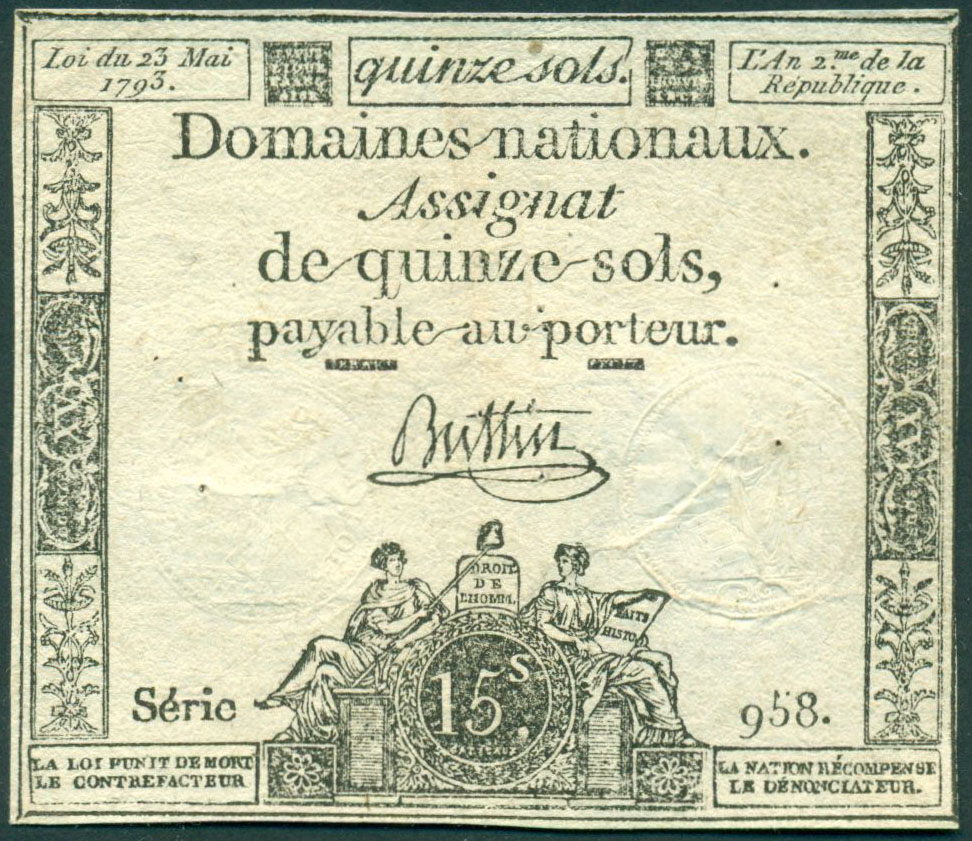 Loi du 23 Mai
1793.
quinze sols.
L'An 2.me de la
République.
Domaines nationaux.
Assignat
de quinze sols,
payable au porteur.
Buttin
DROIT
DE
L'HOMM.
FAITS
HISTO
15s
Série
958.
LA LOI PUNIT DE MORT
LE CONTREFACTEUR
LA NATION RÉCOMPENSE
LE DÉNONCIATEUR.